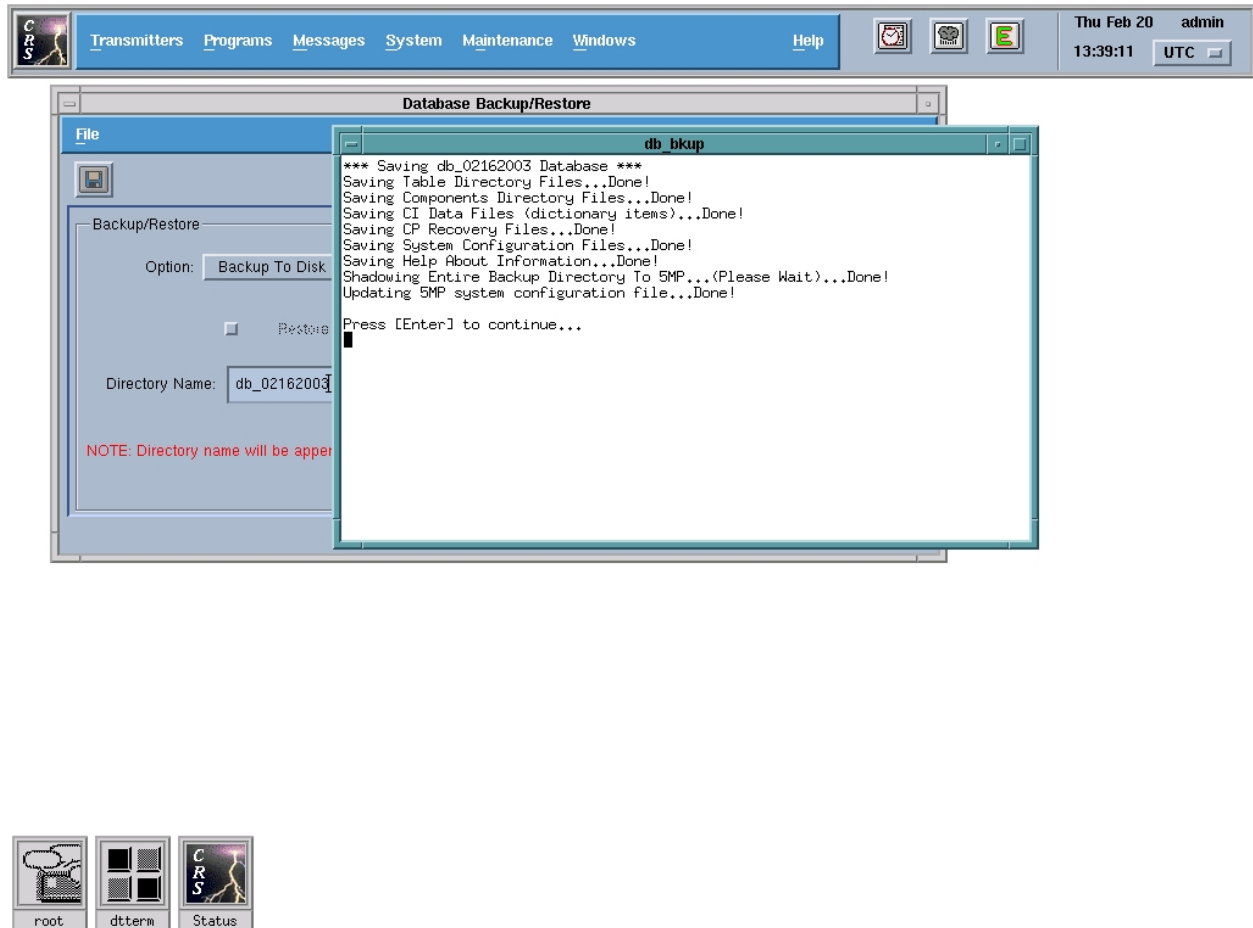 CRS
Transmitters Programs Messages System Maintenance Windows Help
E
Thu Feb 20 admin
13:39:11 UTC
Database Backup/Restore
File
Backup/Restore
Option: Backup To Disk
Restore
Directory Name: db_02162003
NOTE: Directory name will be appen
db_bkup
*** Saving db_02162003 Database ***
Saving Table Directory Files...Done!
Saving Components Directory Files...Done!
Saving CI Data Files (dictionary items)...Done!
Saving CP Recovery Files...Done!
Saving System Configuration Files...Done!
Saving Help About Information...Done!
Shadowing Entire Backup Directory To 5MP...(Please Wait)...Done!
Updating 5MP system configuration file...Done!
Press [Enter] to continue...
CRS
root dtterm Status